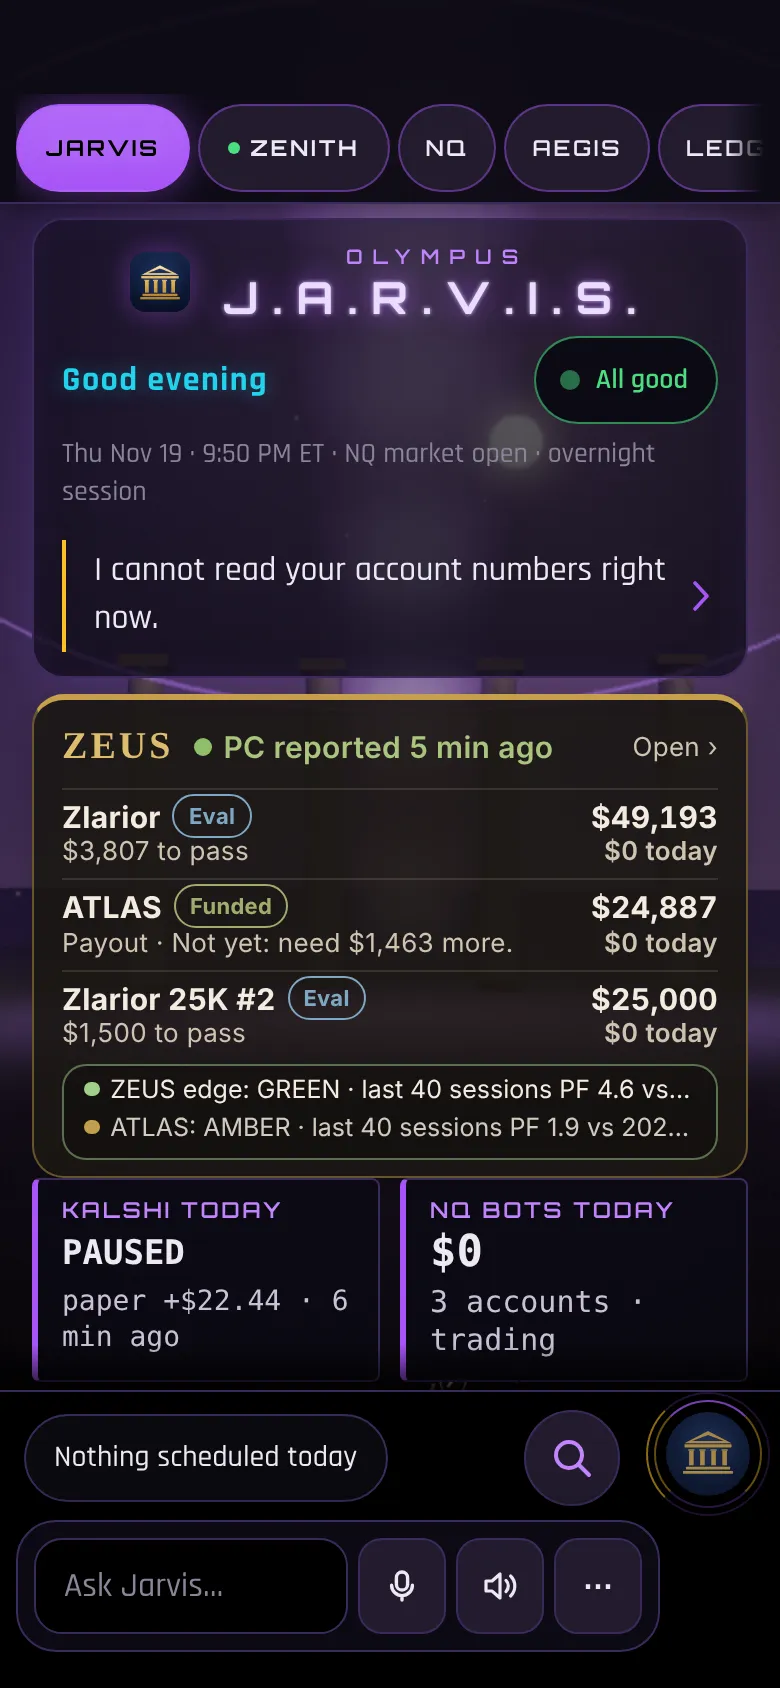 JARVIS
ZENITH
NQ
AEGIS
LEDG
OLYMPUS
J.A.R.V.I.S.
Good evening
All good
Thu Nov 19 · 9:50 PM ET · NQ market open · overnight
session
I cannot read your account numbers right
now.
ZEUS
PC reported 5 min ago
Open ›
Zlarior Eval $49,193
$3,807 to pass $0 today
ATLAS Funded $24,887
Payout · Not yet: need $1,463 more. $0 today
Zlarior 25K #2 Eval $25,000
$1,500 to pass $0 today
ZEUS edge: GREEN · last 40 sessions PF 4.6 vs...
ATLAS: AMBER · last 40 sessions PF 1.9 vs 202...
KALSHI TODAY
PAUSED
paper +$22.44 · 6
min ago
NQ BOTS TODAY
$0
3 accounts ·
trading
Nothing scheduled today
Ask Jarvis...